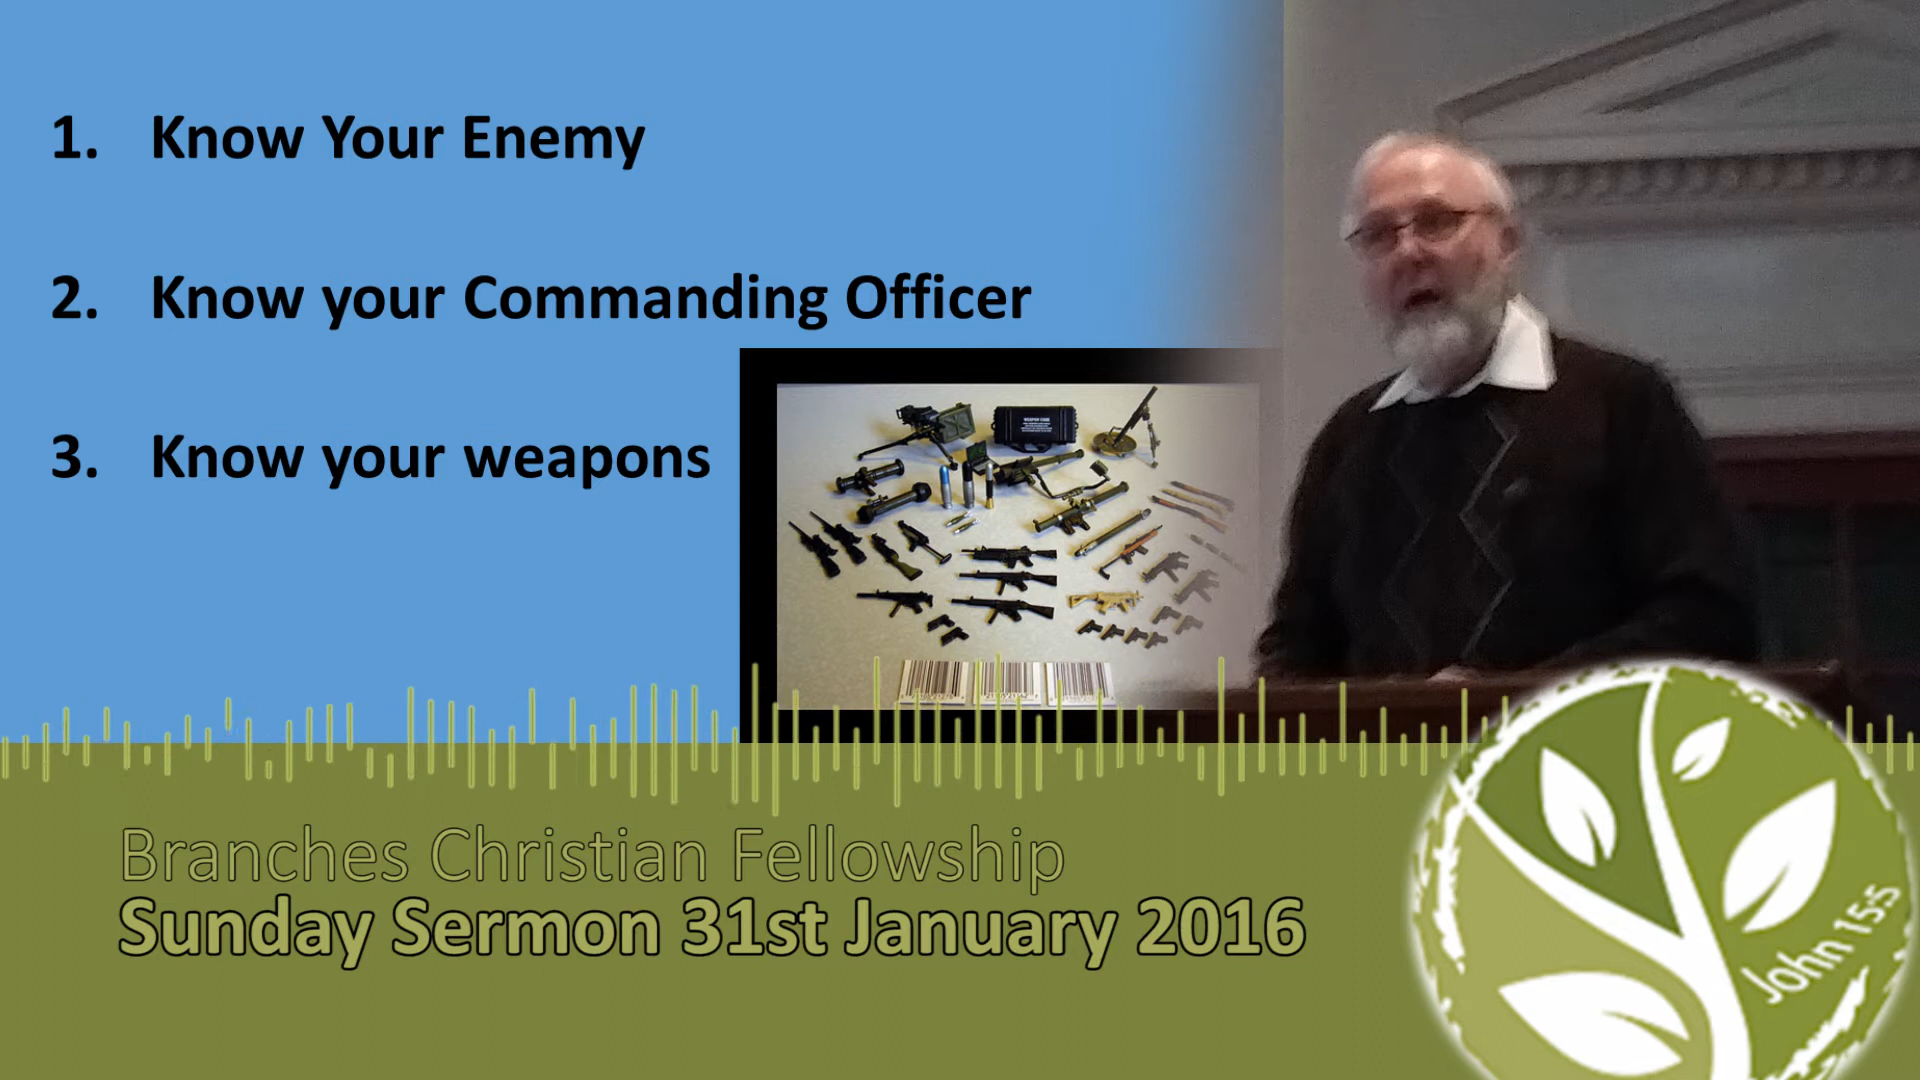 1. Know Your Enemy
2. Know your Commanding Officer
3. Know your weapons
Branches Christian Fellowship
Sunday Sermon 31st January 2016
John 15:5